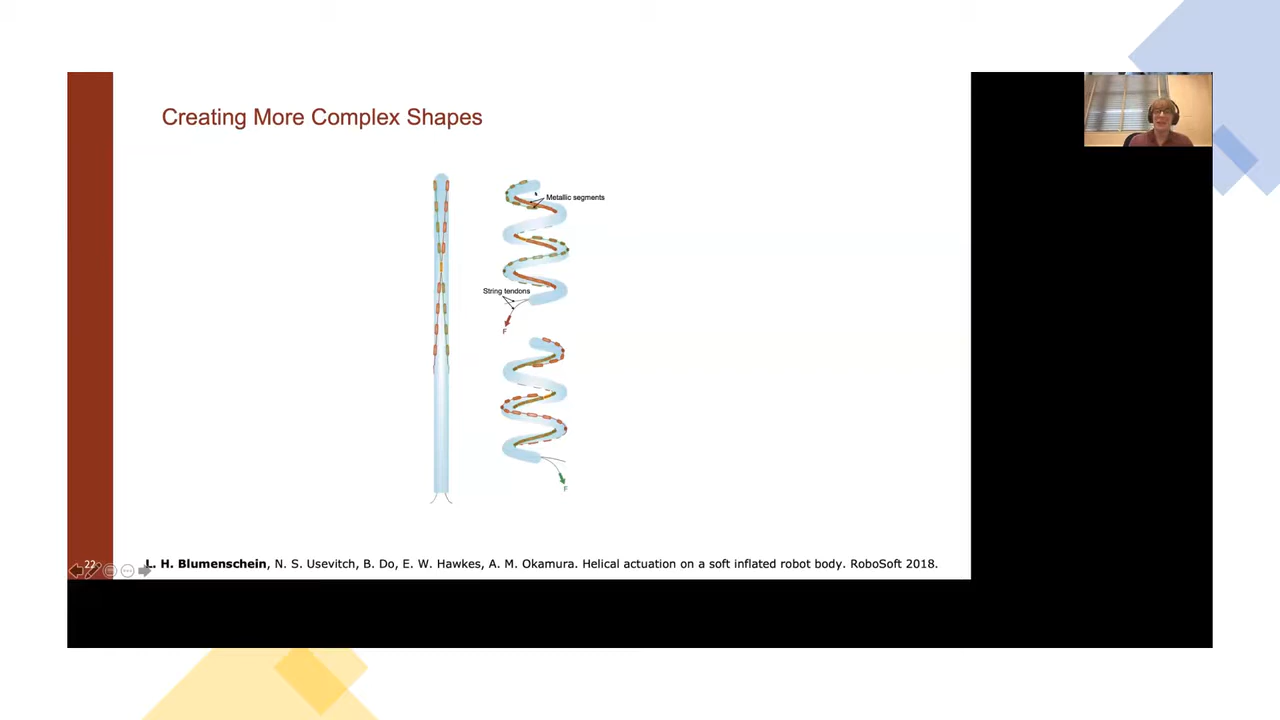 Creating More Complex Shapes
Metallic segments
String tendons
F
F
22
L. H. Blumenschein, N. S. Usevitch, B. Do, E. W. Hawkes, A. M. Okamura. Helical actuation on a soft inflated robot body. RoboSoft 2018.